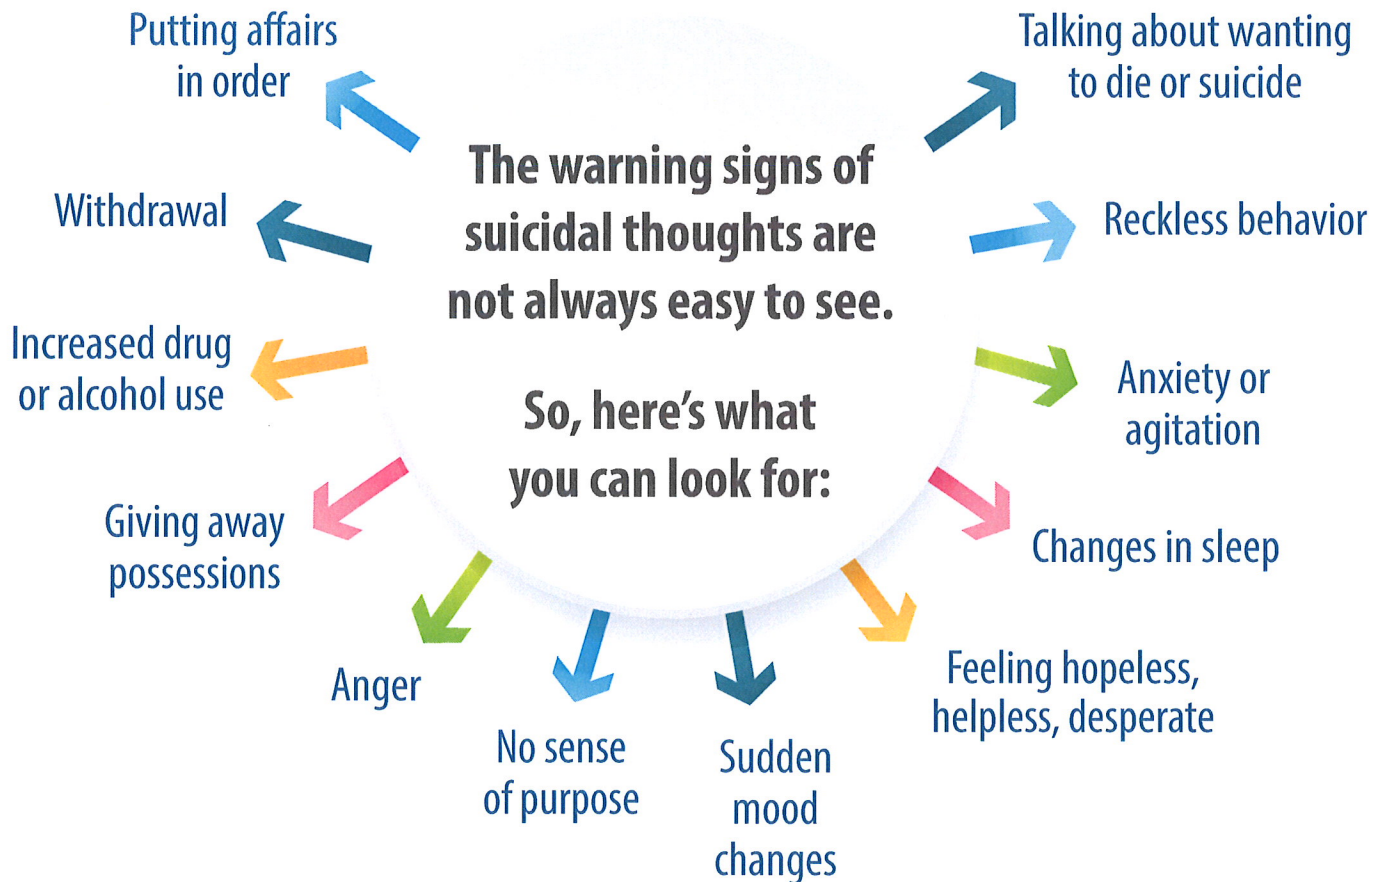 The warning signs of
suicidal thoughts are
not always easy to see.
So, here's what
you can look for:
Talking about wanting
to die or suicide
Reckless behavior
Anxiety or
agitation
Changes in sleep
Feeling hopeless,
helpless, desperate
Sudden
mood
changes
No sense
of purpose
Anger
Giving away
possessions
Increased drug
or alcohol use
Withdrawal
Putting affairs
in order